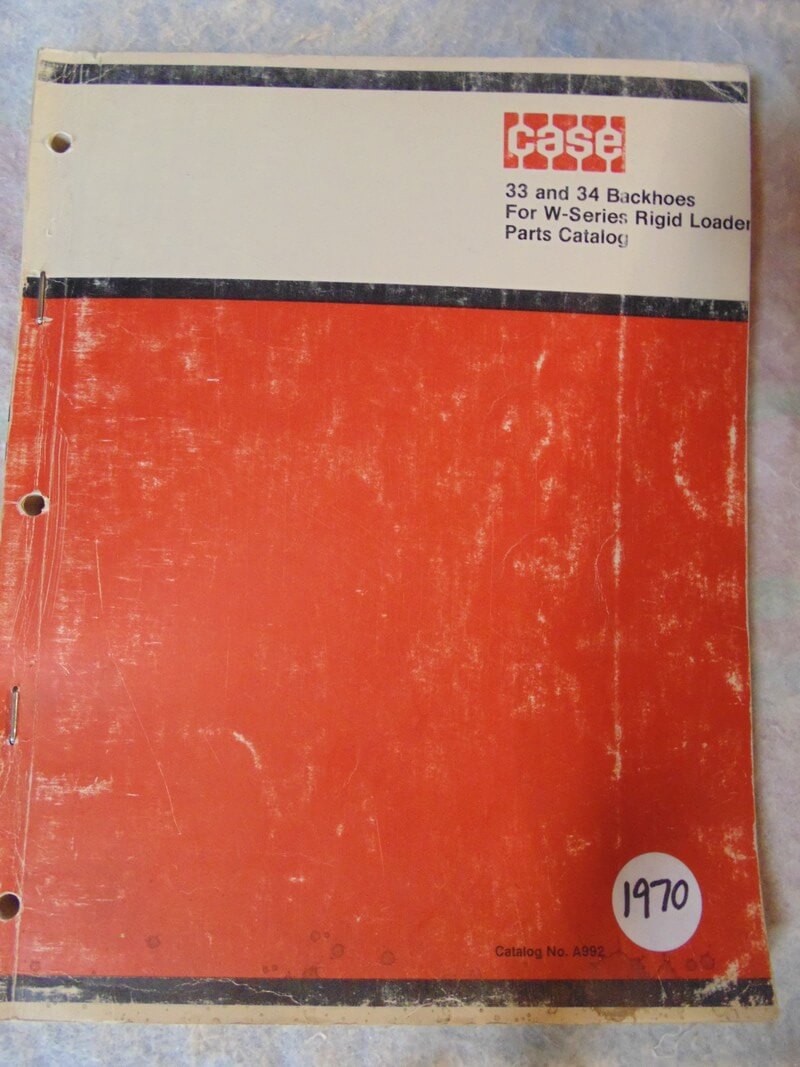 case
33 and 34 Backhoes
For W-Series Rigid Loader
Parts Catalog
1970
Catalog No. A992